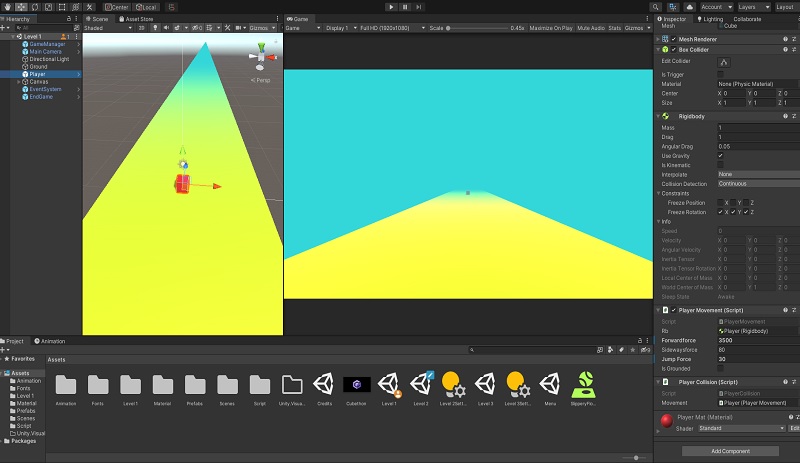 Center
Local
Account
Layers
Layout
Hierarchy
All
Level 1
1
GameManager
Main Camera
Directional Light
Ground
Player
Canvas
EventSystem
EndGame
Scene
Asset Store
Shaded
2D
0
Gizmos
y
x
Persp
Game
Game
Display 1
Full HD (1920x1080)
Scale
0.45x
Maximize On Play
Mute Audio
Stats
Gizmos
Inspector
Lighting
Collaborate
Mesh
Cube
Mesh Renderer
Box Collider
Edit Collider
Is Trigger
Material
None (Physic Material)
Center
X 0 Y 0 Z 0
Size
X 1 Y 1 Z 1
Rigidbody
Mass
1
Drag
1
Angular Drag
0.05
Use Gravity
Is Kinematic
Interpolate
None
Collision Detection
Continuous
Constraints
Freeze Position
X Y Z
Freeze Rotation
X Y Z
Info
Speed
0
Velocity
X 0 Y 0 Z 0
Angular Velocity
X 0 Y 0 Z 0
Inertia Tensor
X 0 Y 0 Z 0
Inertia Tensor Rotation
X 0 Y 0 Z 0
Local Center of Mass
X 0 Y 0 Z 0
World Center of Mass
X 0 Y 1 Z 0
Sleep State
Awake
Player Movement (Script)
Script
PlayerMovement
Rb
Player (Rigidbody)
Forwardforce
3500
Sidewaysforce
80
Jump Force
30
Is Grounded
Player Collision (Script)
Script
PlayerCollision
Movement
Player (Player Movement)
Player Mat (Material)
Shader
Standard
Edit
Add Component
Project
Animation
Favorites
Assets
Animation
Fonts
Level 1
Material
Prefabs
Scenes
Script
Unity Visual
Packages
Assets
Animation
Fonts
Level 1
Material
Prefabs
Scenes
Script
Unity Visua...
Credits
Cubethon
Level 1
Level 2
Level 2Sett...
Level 3
Level 3Sett...
Menu
SlipperyFlo...